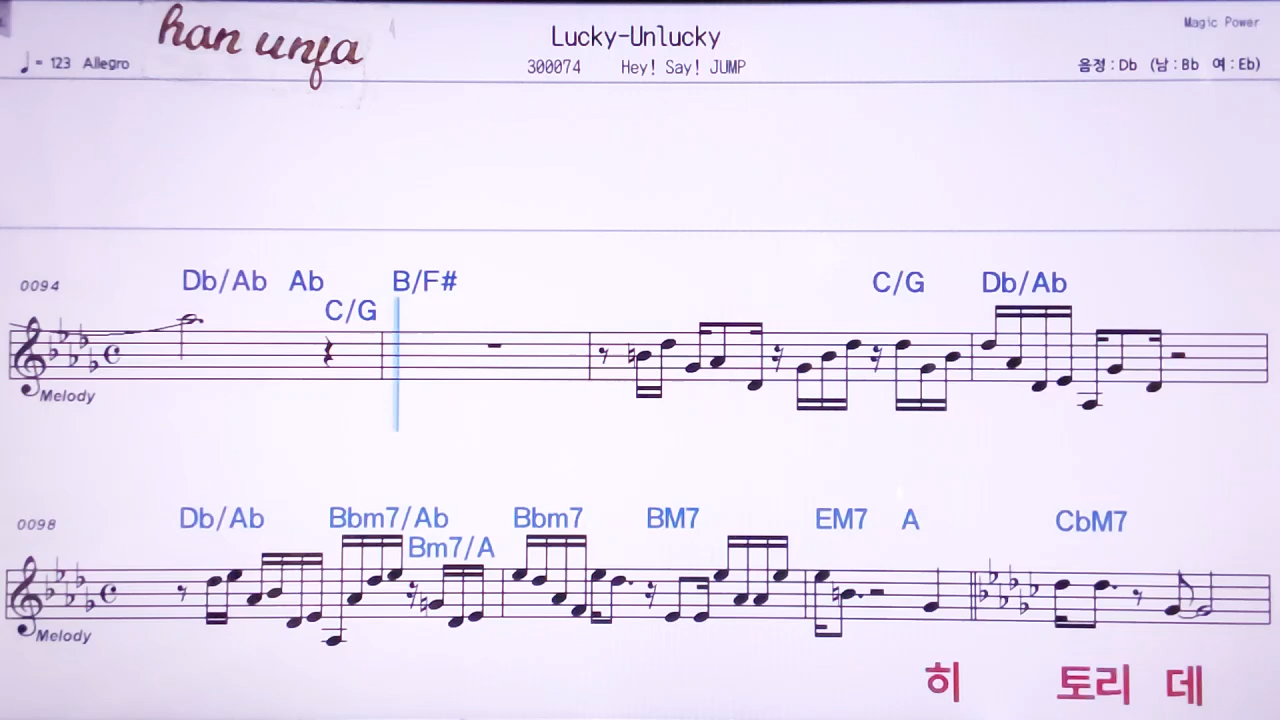 han unfa
Lucky-Unlucky
Magic Power
♩= 123 Allegro
300074 Hey! Say! JUMP
음정 : Db (남 : Bb 여 : Eb)
0094
Db/Ab Ab B/F# C/G Db/Ab
C/G
Melody
0098
Db/Ab Bbm7/Ab Bbm7 BM7 EM7 A CbM7
Bm7/A
Melody
히 토리 데